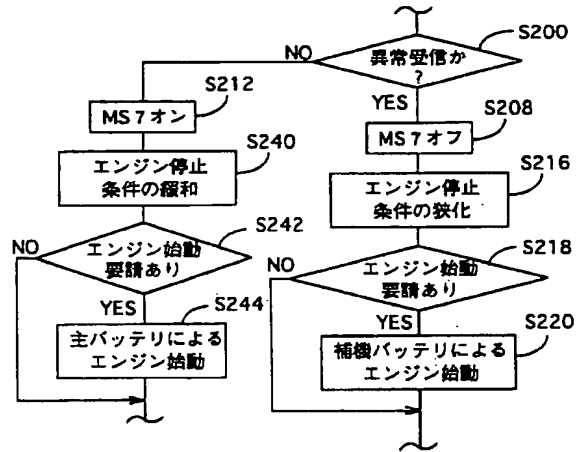 S200
異常受信か
?
NO
YES
S212
MS7オン
S208
MS7オフ
S240
エンジン停止
条件の緩和
S216
エンジン停止
条件の狭化
S242
エンジン始動
要請あり
NO
YES
S218
エンジン始動
要請あり
NO
YES
S244
主バッテリによる
エンジン始動
S220
補機バッテリによる
エンジン始動